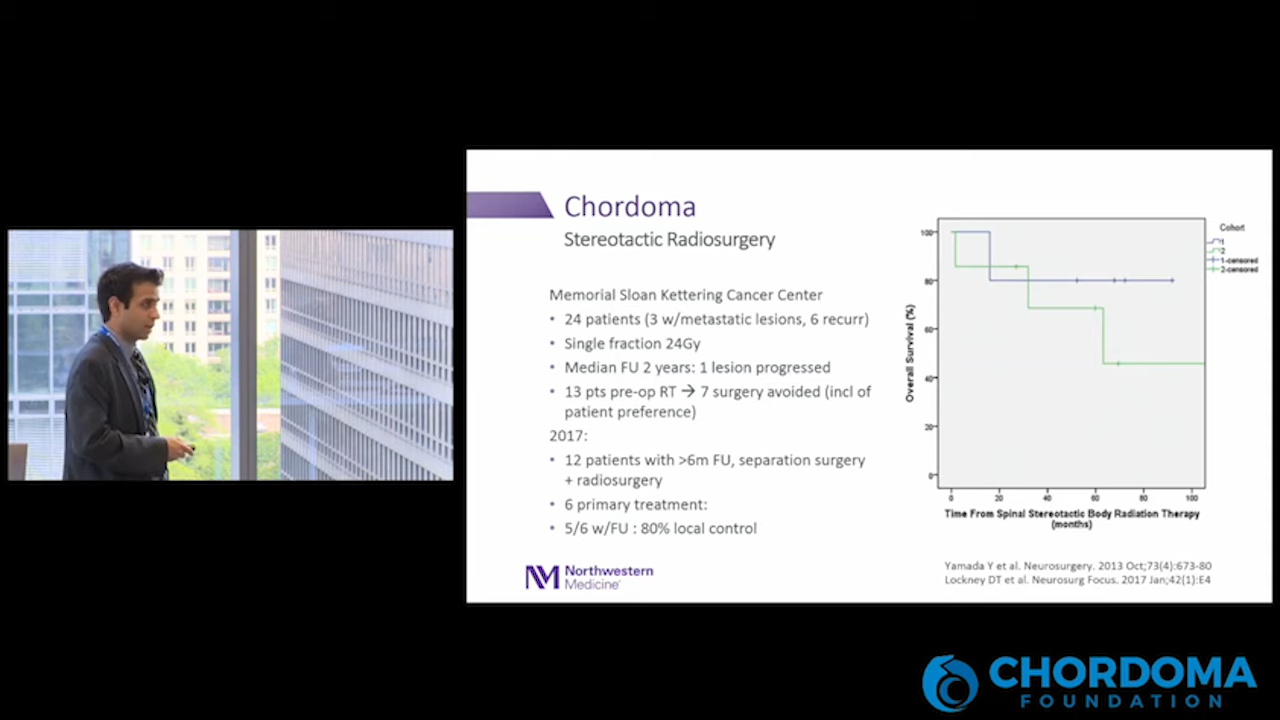 Chordoma
Stereotactic Radiosurgery
Memorial Sloan Kettering Cancer Center
• 24 patients (3 w/metastatic lesions, 6 recurr)
• Single fraction 24Gy
• Median FU 2 years: 1 lesion progressed
• 13 pts pre-op RT → 7 surgery avoided (incl of
patient preference)
2017:
• 12 patients with >6m FU, separation surgery
+ radiosurgery
• 6 primary treatment:
• 5/6 w/FU : 80% local control
Northwestern
Medicine
Cohort
1
2
1-censored
2-censored
Overall Survival (%)
100
80
60
40
20
0
0 20 40 60 80 100
Time From Spinal Stereotactic Body Radiation Therapy
(months)
Yamada Y et al. Neurosurgery. 2013 Oct;73(4):673-80
Lockney DT et al. Neurosurg Focus. 2017 Jan;42(1):E4
CHORDOMA
FOUNDATION